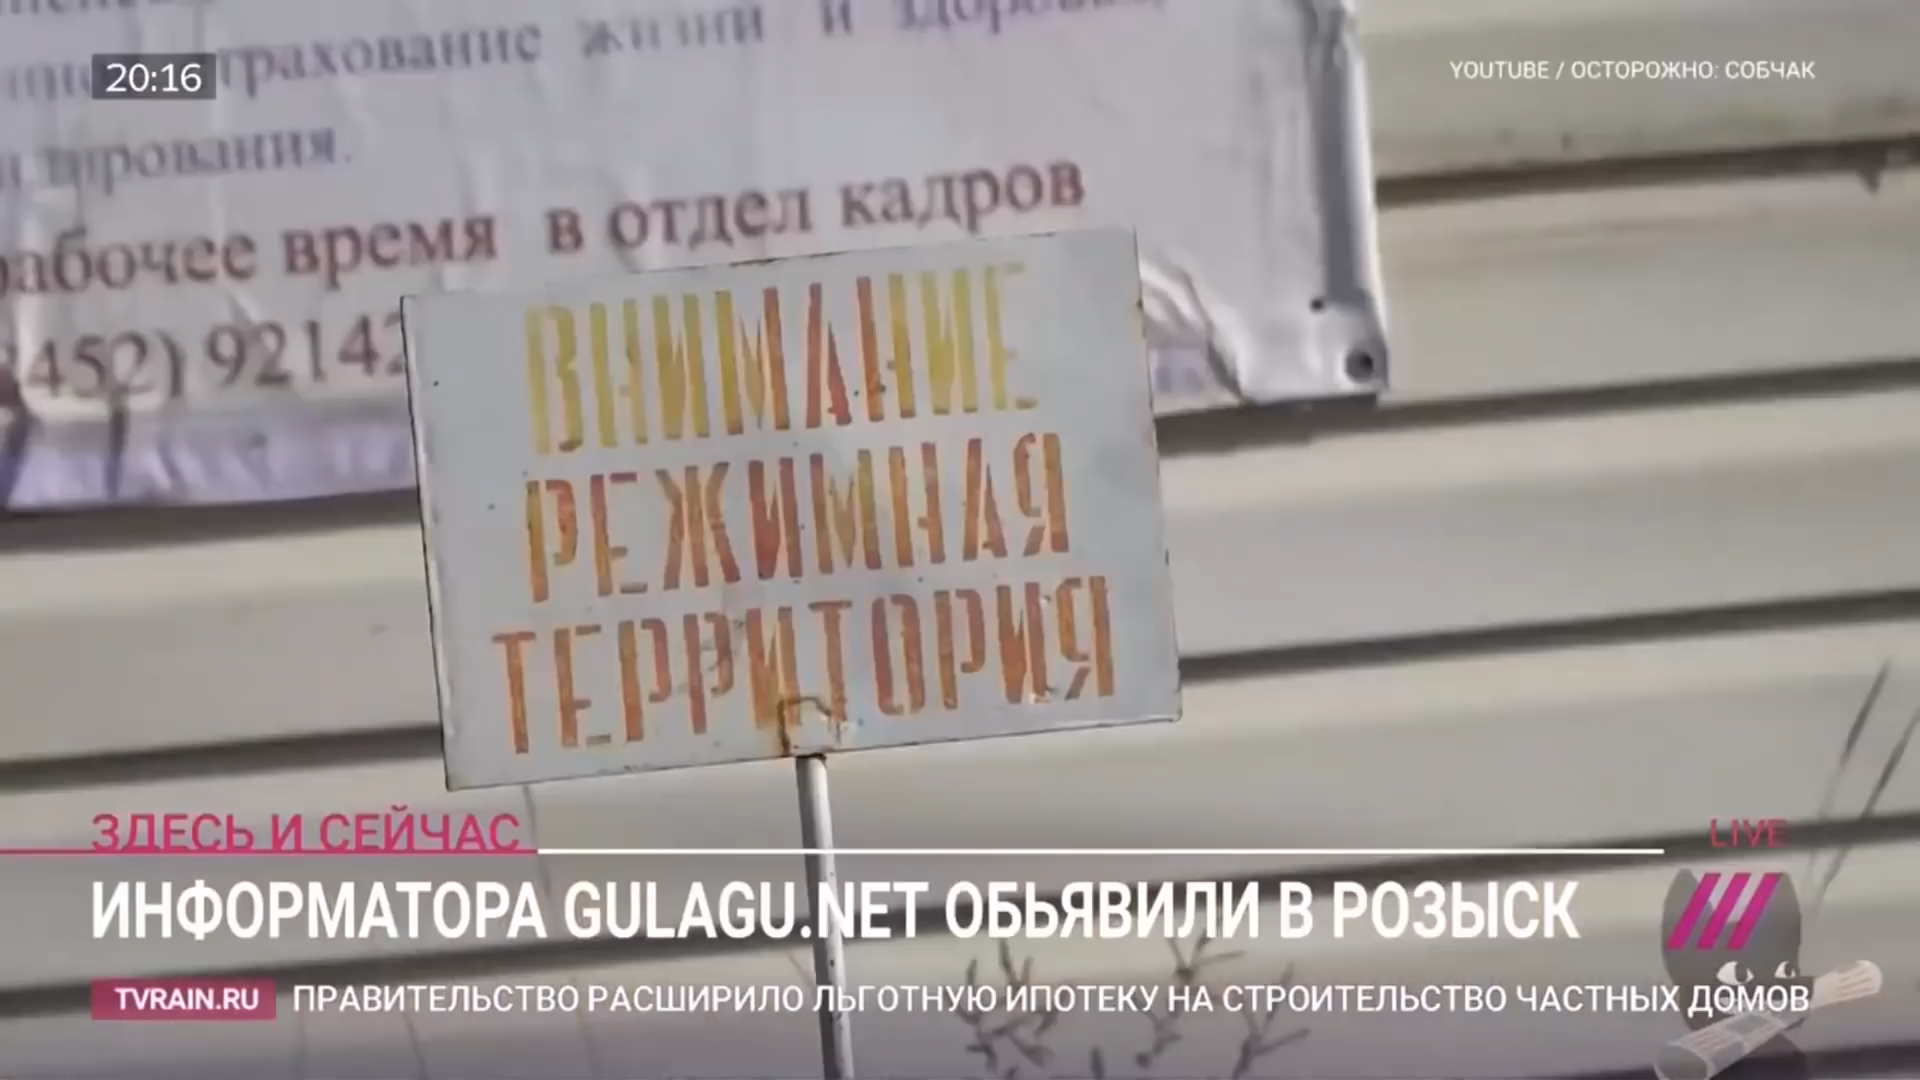 страхование жизни и здоровья,
20:16
YOUTUBE / ОСТОРОЖНО: СОБЧАК
рабочее время в отдел кадров
452) 92142
ВНИМАНИЕ
РЕЖИМНАЯ
ТЕРРИТОРИЯ
ЗДЕСЬ И СЕЙЧАС
LIVE
ИНФОРМАТОРА GULAGU.NET ОБЬЯВИЛИ В РОЗЫСК
TVRAIN.RU ПРАВИТЕЛЬСТВО РАСШИРИЛО ЛЬГОТНУЮ ИПОТЕКУ НА СТРОИТЕЛЬСТВО ЧАСТНЫХ ДОМОВ